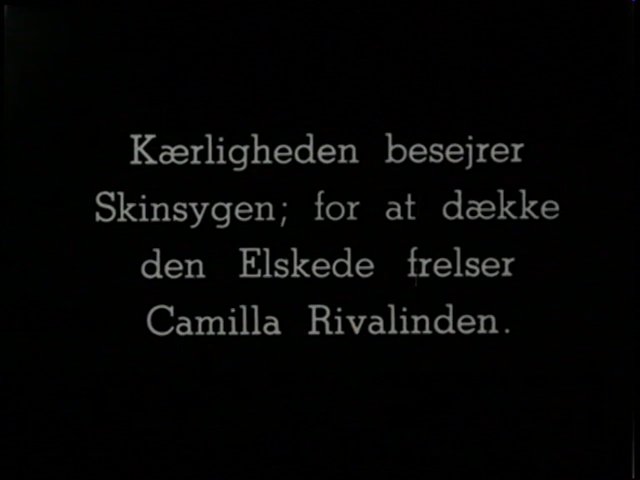 Kærligheden besejrer
Skinsygen; for at dække
den Elskede frelser
Camilla Rivalinden.